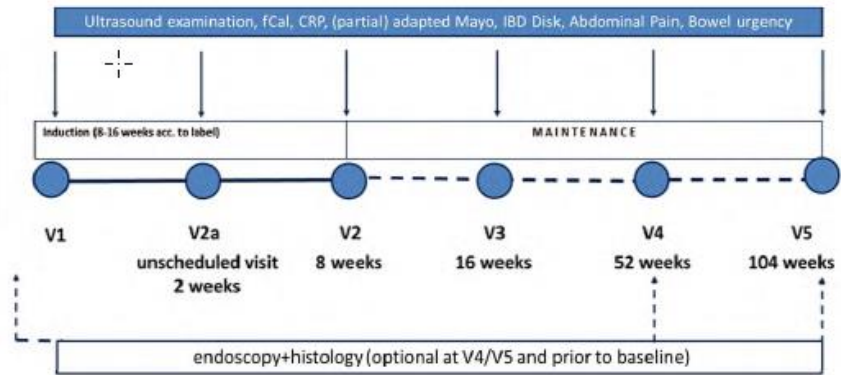 Ultrasound examination, fCal, CRP, (partial) adapted Mayo, IBD Disk, Abdominal Pain, Bowel urgency
Induction (8-16 weeks acc. to label)
MAINTENANCE
V1
V2a
unscheduled visit
2 weeks
V2
8 weeks
V3
16 weeks
V4
52 weeks
V5
104 weeks
endoscopy+histology (optional at V4/V5 and prior to baseline)